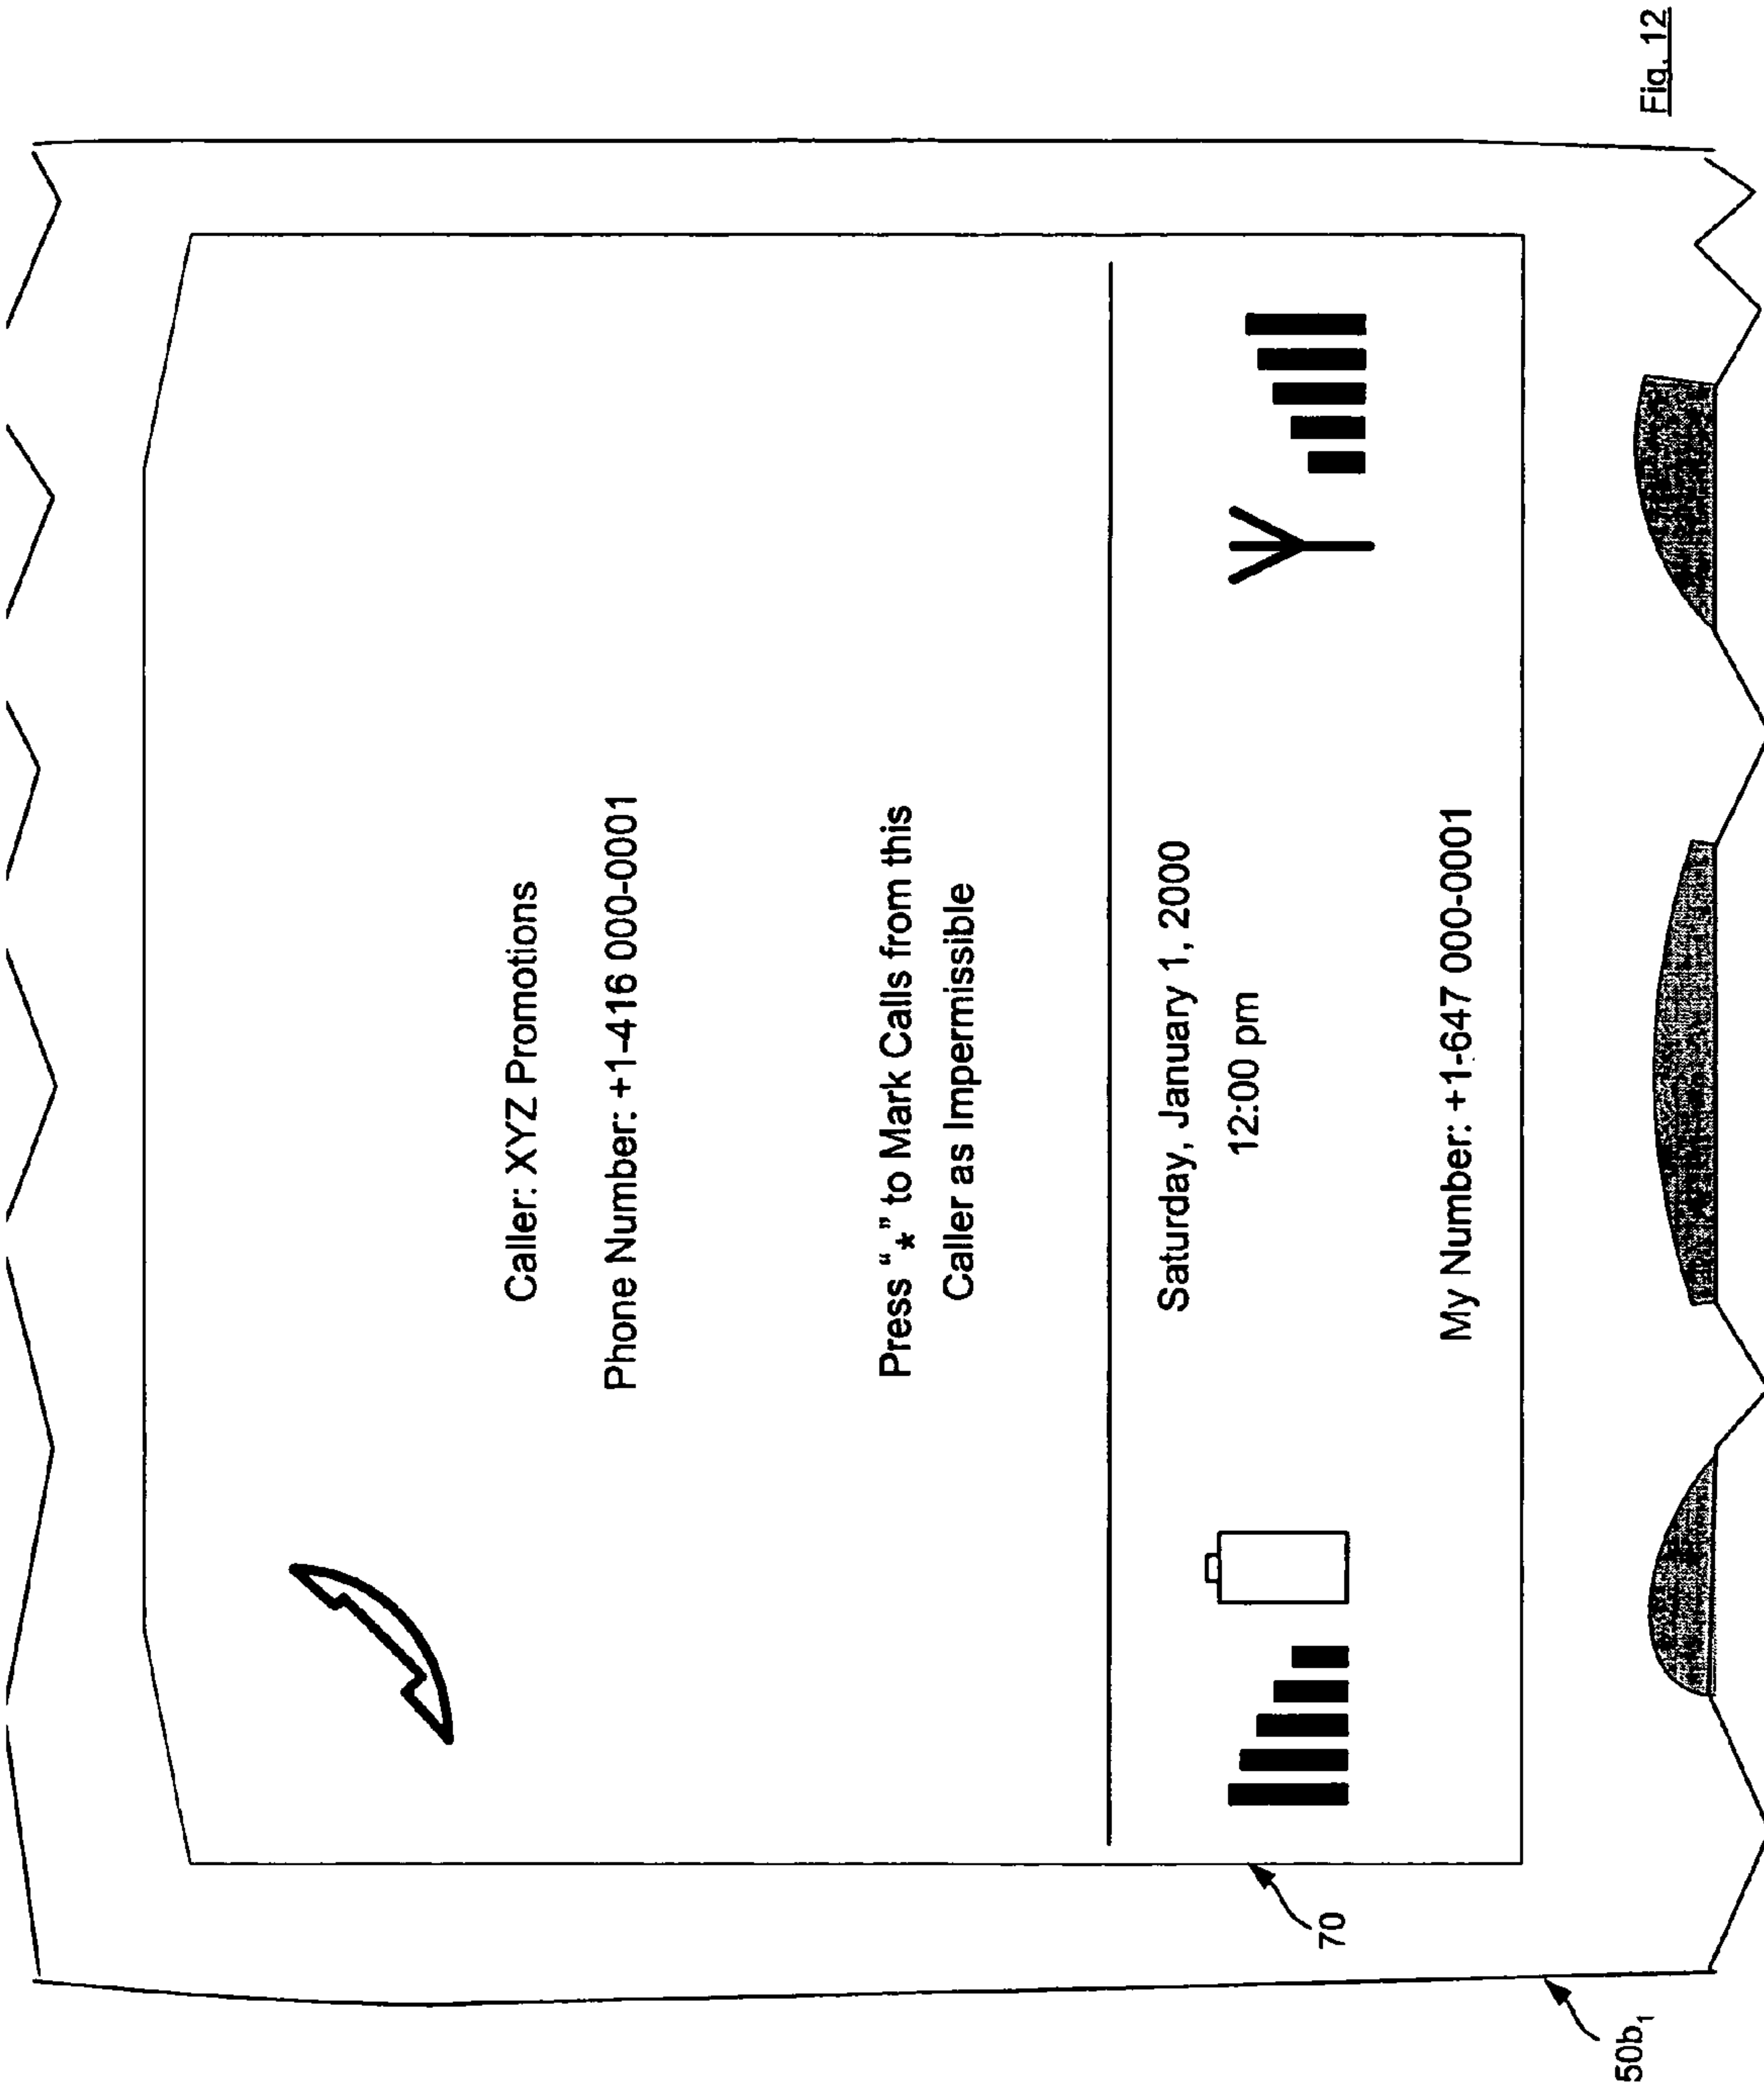 Caller: XYZ Promotions
Phone Number: +1-416 000-0001
Press “*” to Mark Calls from this
Caller as Impermissible
Saturday, January 1, 2000
12:00 pm
My Number: +1-647 000-0001
70
50b₁
Fig. 12